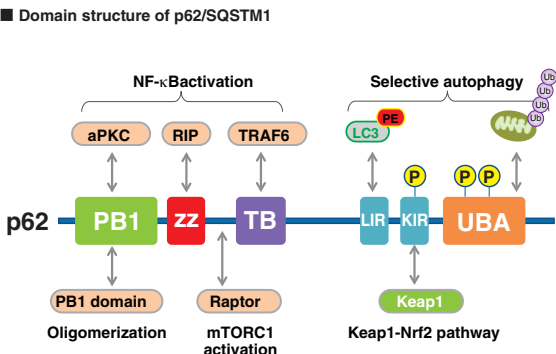 ■ Domain structure of p62/SQSTM1
NF-κBactivation
Selective autophagy
aPKC
RIP
TRAF6
LC3
PE
Ub
Ub
Ub
Ub
P
P
P
p62
PB1
ZZ
TB
LIR
KIR
UBA
PB1 domain
Raptor
Keap1
Oligomerization
mTORC1
activation
Keap1-Nrf2 pathway